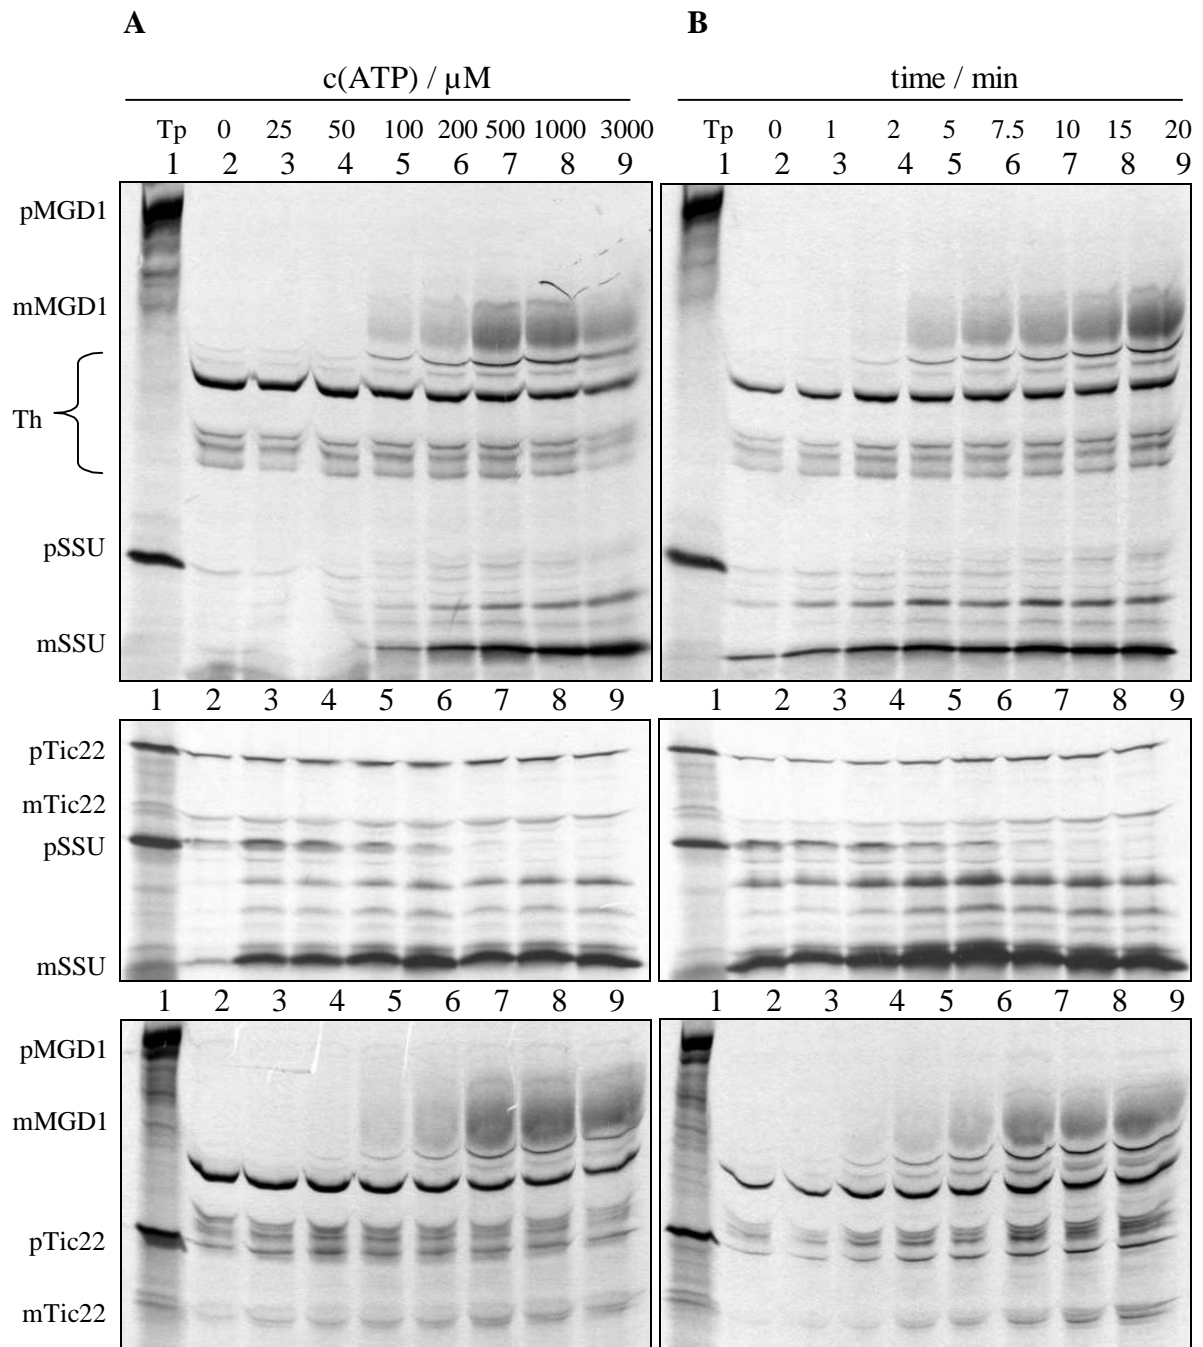 A B
c(ATP) / µM time / min
Tp 0 25 50 100 200 500 1000 3000 Tp 0 1 2 5 7.5 10 15 20
1 2 3 4 5 6 7 8 9 1 2 3 4 5 6 7 8 9
pMGD1
mMGD1
Th
pSSU
mSSU
1 2 3 4 5 6 7 8 9 1 2 3 4 5 6 7 8 9
pTic22
mTic22
pSSU
mSSU
1 2 3 4 5 6 7 8 9 1 2 3 4 5 6 7 8 9
pMGD1
mMGD1
pTic22
mTic22